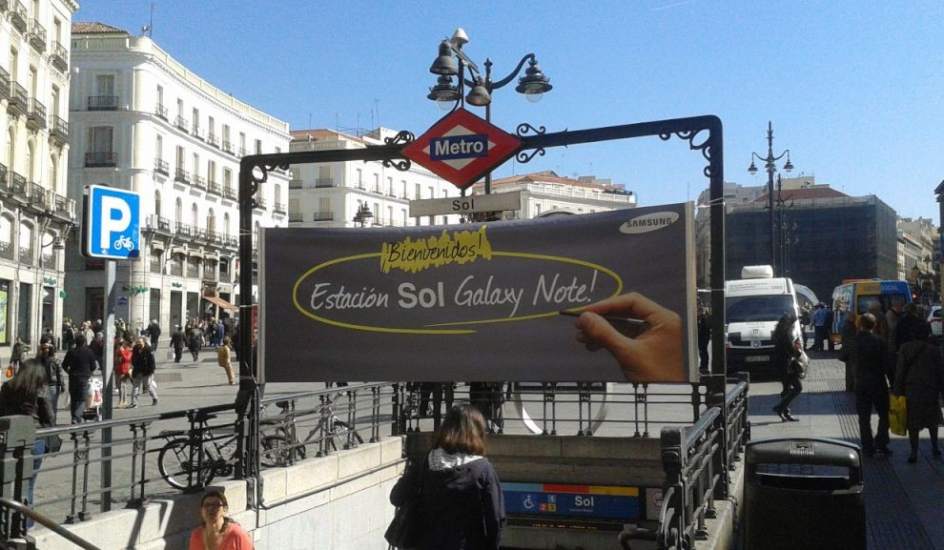 Metro
Sol
SAMSUNG
¡Bienvenidos!
Estación Sol Galaxy Note!
P
Sol